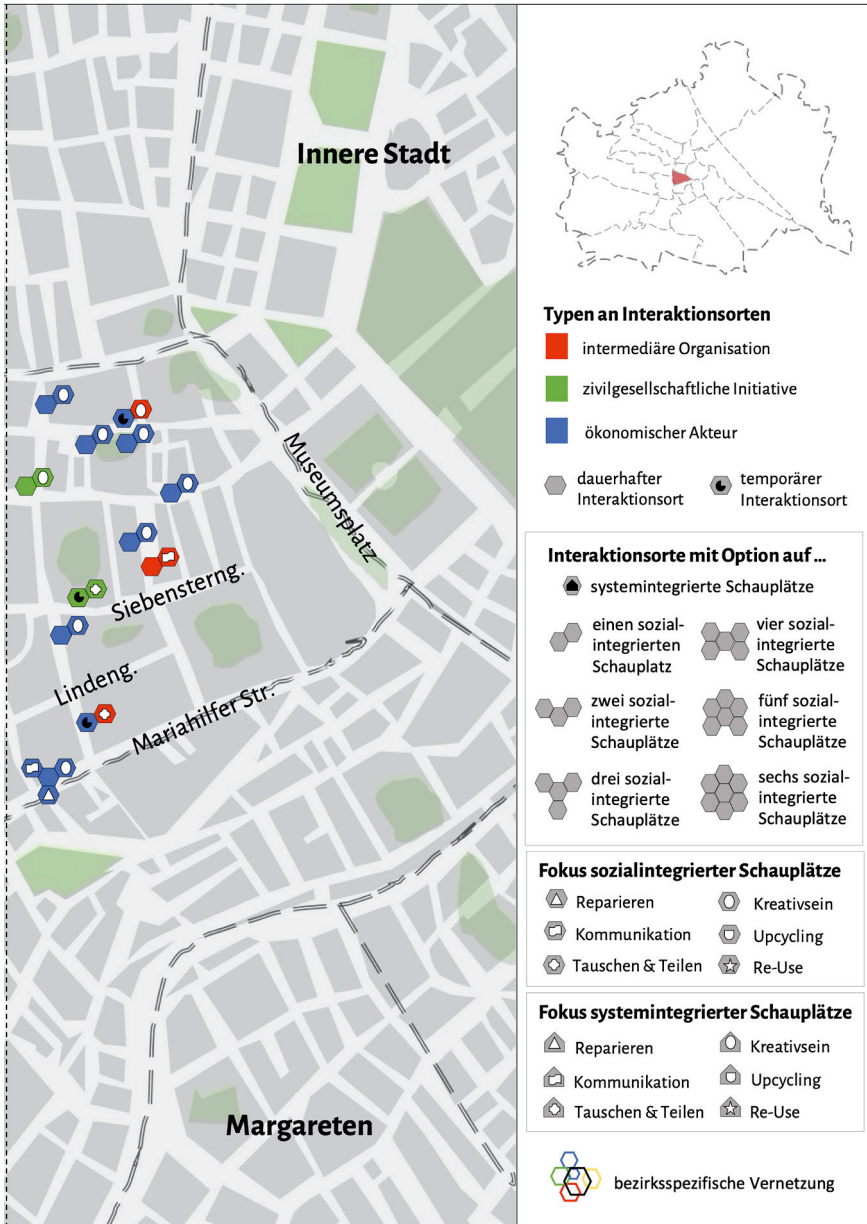 Innere Stadt
Museumsplatz
Siebensterng.
Lindeng.
Mariahilfer Str.
Margareten
Typen an Interaktionsorten
intermediäre Organisation
zivilgesellschaftliche Initiative
ökonomischer Akteur
dauerhafter
Interaktionsort
temporärer
Interaktionsort
Interaktionsorte mit Option auf ...
systemintegrierte Schauplätze
einen sozial-
integrierten
Schauplatz
vier sozial-
integrierte
Schauplätze
zwei sozial-
integrierte
Schauplätze
fünf sozial-
integrierte
Schauplätze
drei sozial-
integrierte
Schauplätze
sechs sozial-
integrierte
Schauplätze
Fokus sozialintegrierter Schauplätze
Reparieren
Kreativsein
Kommunikation
Upcycling
Tauschen & Teilen
Re-Use
Fokus systemintegrierter Schauplätze
Reparieren
Kreativsein
Kommunikation
Upcycling
Tauschen & Teilen
Re-Use
bezirksspezifische Vernetzung